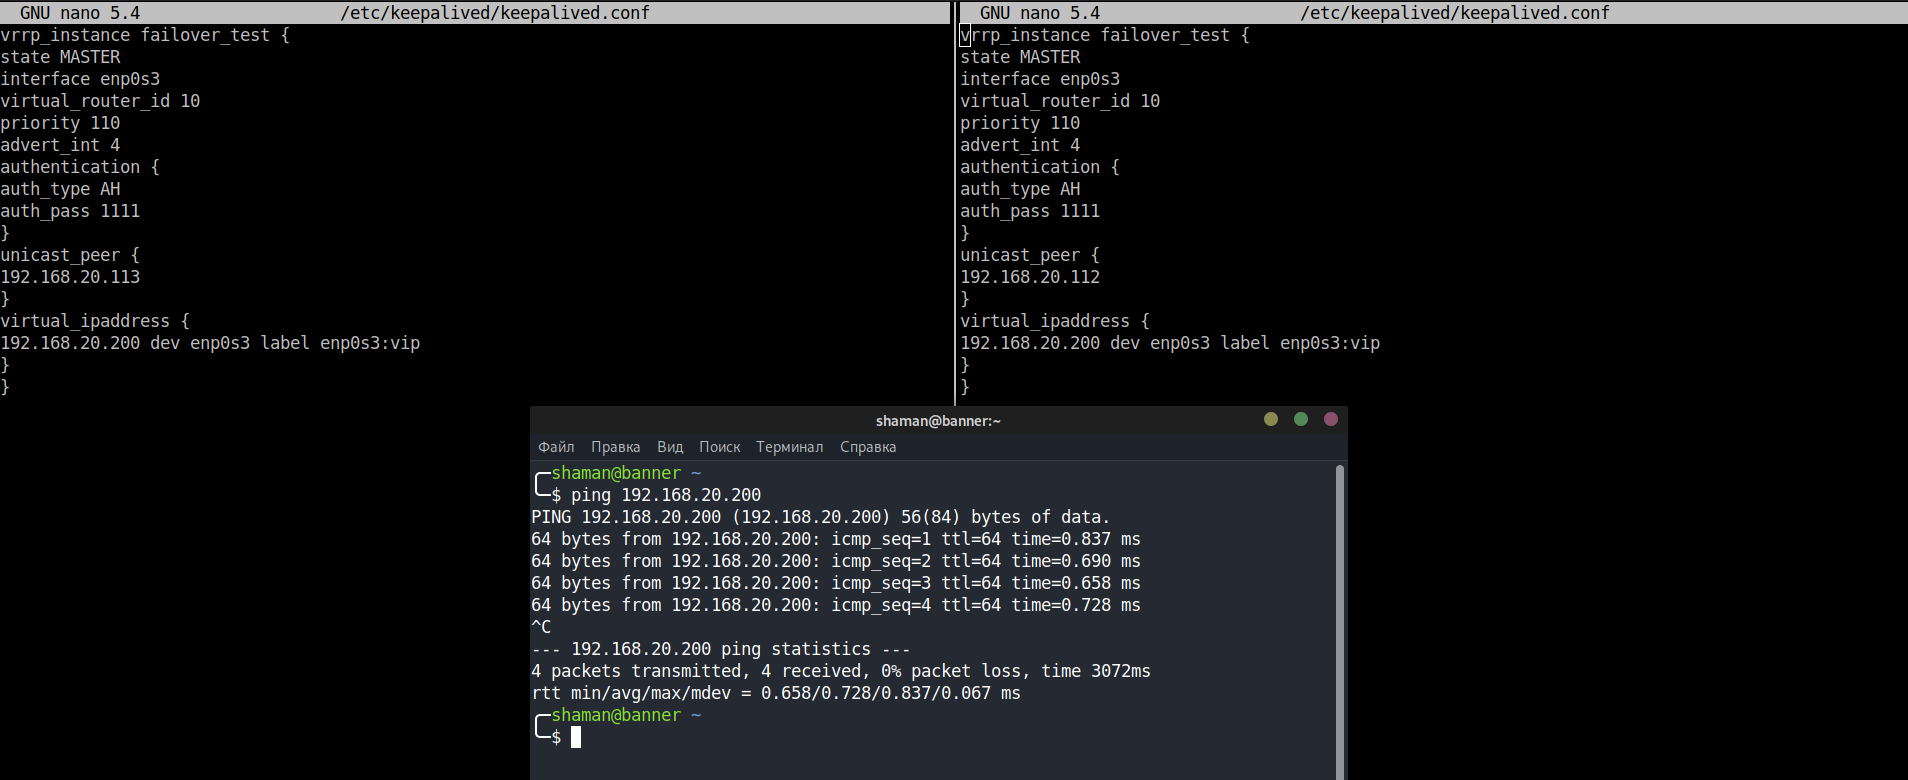 GNU nano 5.4 /etc/keepalived/keepalived.conf
vrrp_instance failover_test {
state MASTER
interface enp0s3
virtual_router_id 10
priority 110
advert_int 4
authentication {
auth_type AH
auth_pass 1111
}
unicast_peer {
192.168.20.113
}
virtual_ipaddress {
192.168.20.200 dev enp0s3 label enp0s3:vip
}
}
GNU nano 5.4 /etc/keepalived/keepalived.conf
vrrp_instance failover_test {
state MASTER
interface enp0s3
virtual_router_id 10
priority 110
advert_int 4
authentication {
auth_type AH
auth_pass 1111
}
unicast_peer {
192.168.20.112
}
virtual_ipaddress {
192.168.20.200 dev enp0s3 label enp0s3:vip
}
}
shaman@banner:~
Файл Правка Вид Поиск Терминал Справка
shaman@banner ~
$ ping 192.168.20.200
PING 192.168.20.200 (192.168.20.200) 56(84) bytes of data.
64 bytes from 192.168.20.200: icmp_seq=1 ttl=64 time=0.837 ms
64 bytes from 192.168.20.200: icmp_seq=2 ttl=64 time=0.690 ms
64 bytes from 192.168.20.200: icmp_seq=3 ttl=64 time=0.658 ms
64 bytes from 192.168.20.200: icmp_seq=4 ttl=64 time=0.728 ms
^C
--- 192.168.20.200 ping statistics ---
4 packets transmitted, 4 received, 0% packet loss, time 3072ms
rtt min/avg/max/mdev = 0.658/0.728/0.837/0.067 ms
shaman@banner ~
$